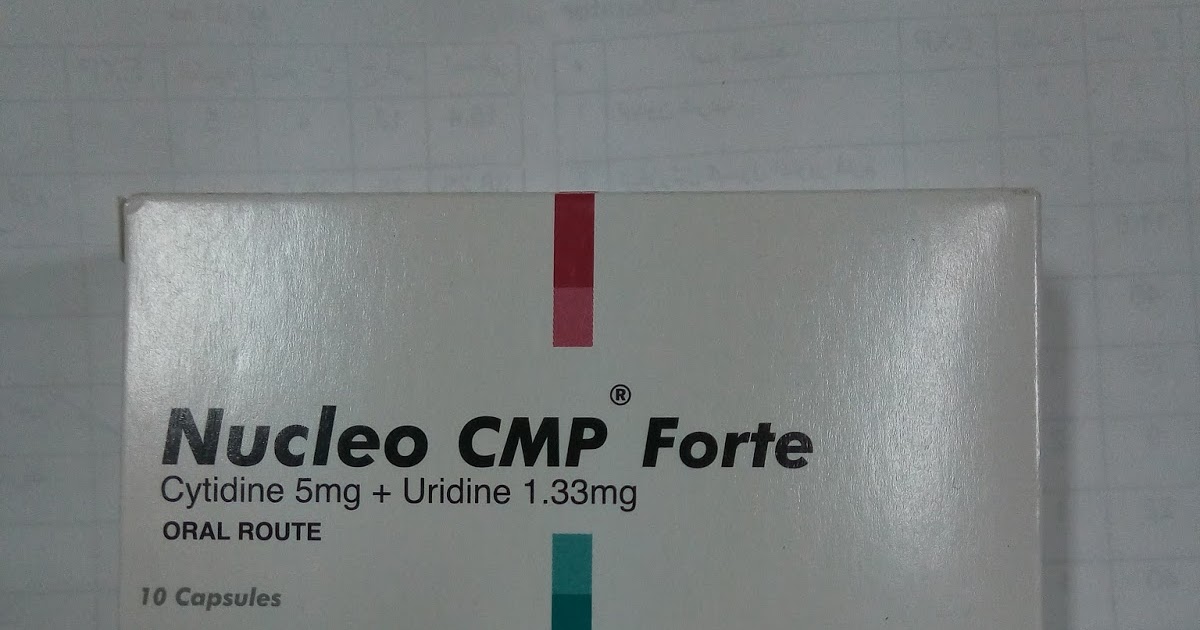 Nucleo CMP® Forte
Cytidine 5mg + Uridine 1.33mg
ORAL ROUTE
10 Capsules